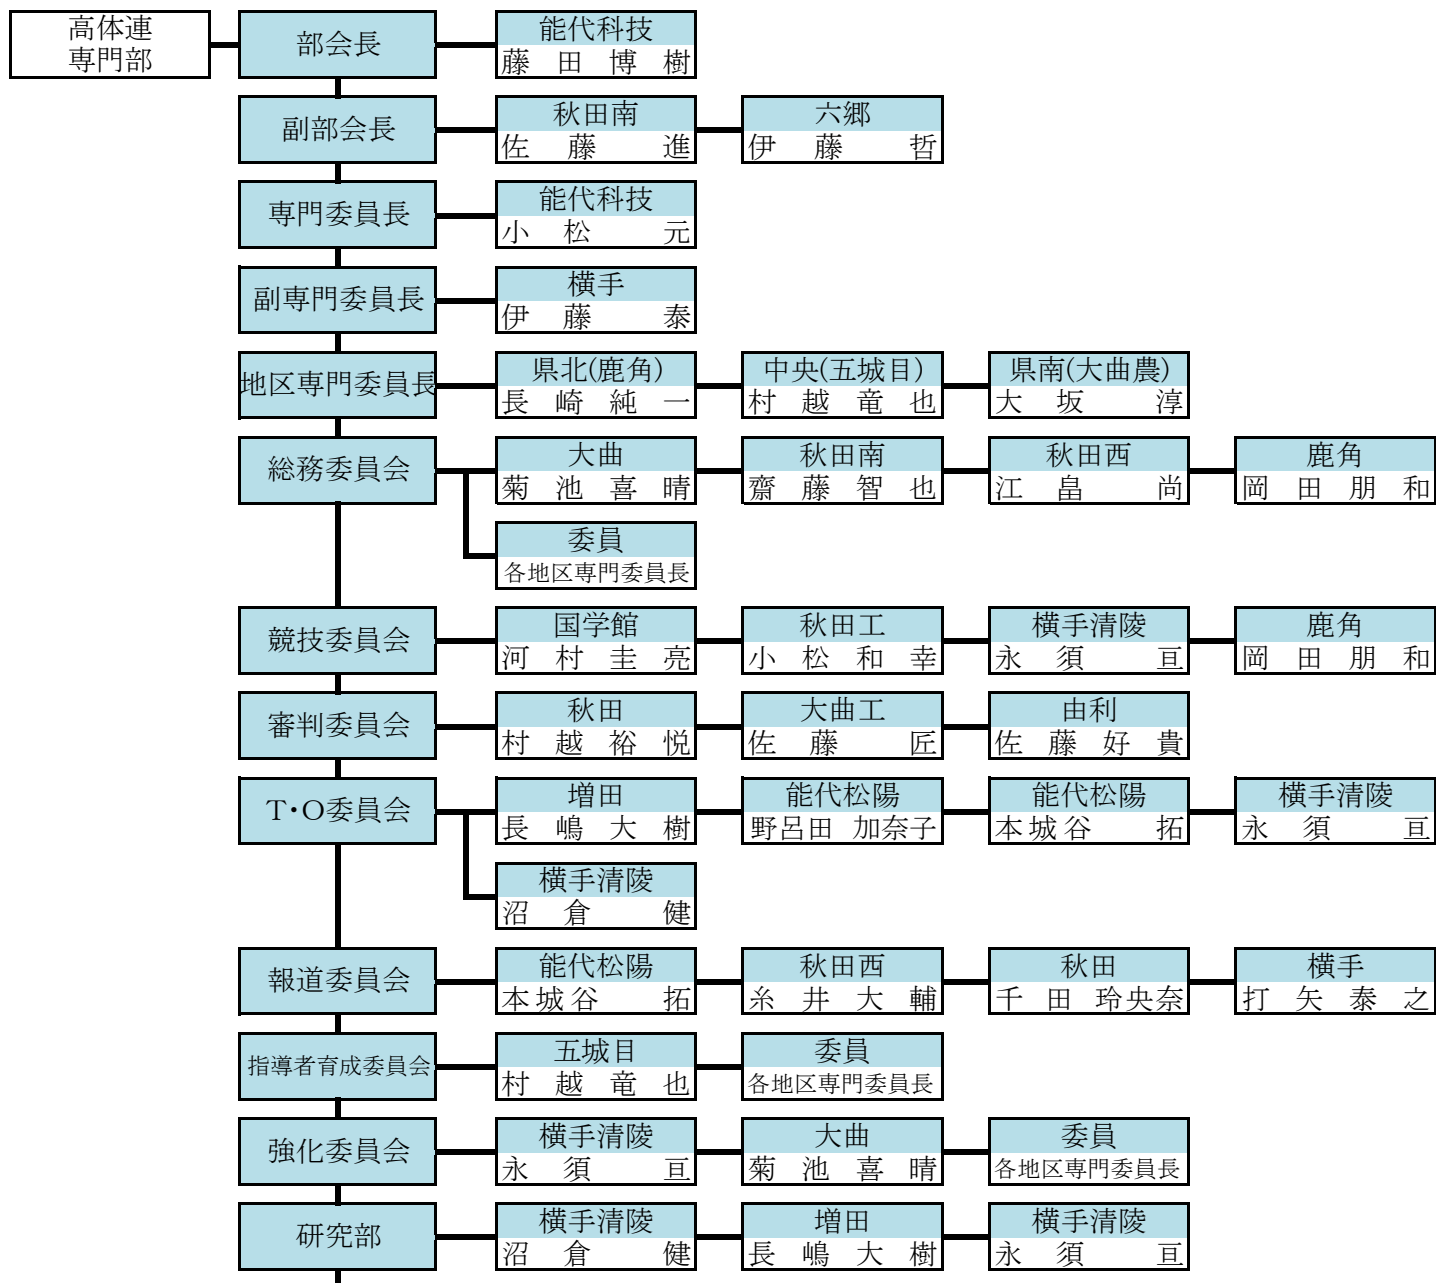 高体連
専門部
部会長
能代科技
藤田博樹
副部会長
秋田南
佐藤進
六郷
伊藤哲
専門委員長
能代科技
小松元
副専門委員長
横手
伊藤泰
地区専門委員長
県北(鹿角)
長崎純一
中央(五城目)
村越竜也
県南(大曲農)
大坂淳
総務委員会
大曲
菊池喜晴
秋田南
齋藤智也
秋田西
江畠尚
鹿角
岡田朋和
委員
各地区専門委員長
競技委員会
国学館
河村圭亮
秋田工
小松和幸
横手清陵
永須亘
鹿角
岡田朋和
審判委員会
秋田
村越裕悦
大曲工
佐藤匠
由利
佐藤好貴
T・O委員会
増田
長嶋大樹
能代松陽
野呂田 加奈子
能代松陽
本城谷 拓
横手清陵
永須亘
横手清陵
沼倉健
報道委員会
能代松陽
本城谷 拓
秋田西
糸井大輔
秋田
千田 玲央奈
横手
打矢泰之
指導者育成委員会
五城目
村越竜也
委員
各地区専門委員長
強化委員会
横手清陵
永須亘
大曲
菊池喜晴
委員
各地区専門委員長
研究部
横手清陵
沼倉健
増田
長嶋大樹
横手清陵
永須亘